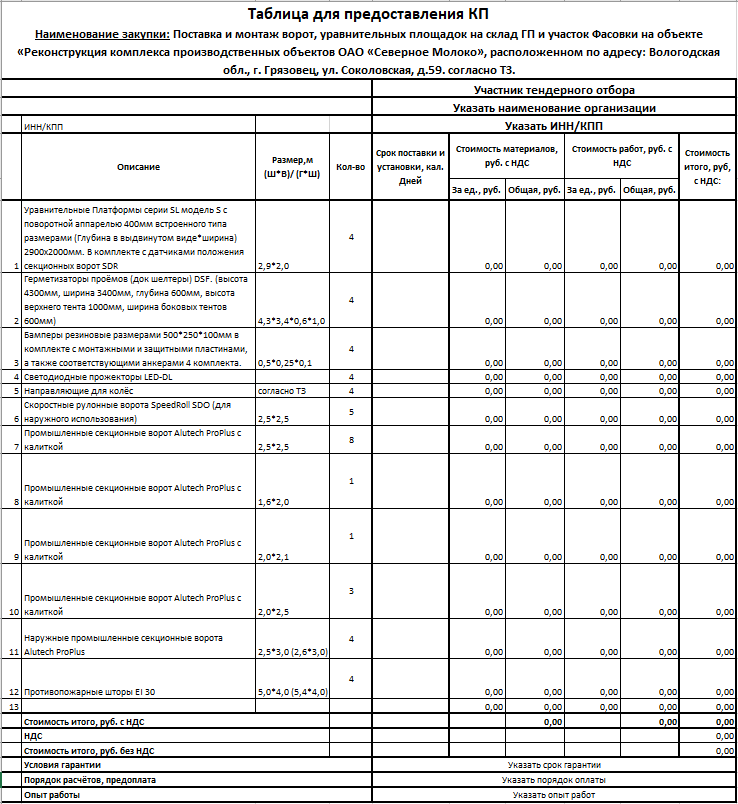 Таблица для предоставления КП
Наименование закупки: Поставка и монтаж ворот, уравнительных площадок на склад ГП и участок Фасовки на объекте
«Реконструкция комплекса производственных объектов ОАО «Северное Молоко», расположенном по адресу: Вологодская
обл., г. Грязовец, ул. Соколовская, д.59. согласно ТЗ.
Участник тендерного отбора
Указать наименование организации
ИНН/КПП Указать ИНН/КПП
Описание
Размер,м
(Ш*В)/ (Г*Ш)
Кол-во
Срок поставки и
установки, кал.
Дней
Стоимость материалов,
руб. с НДС
Стоимость работ, руб. с
НДС
Стоимость
итого, руб,
с НДС:
За ед., руб. Общая, руб. За ед., руб. Общая, руб.
Уравнительные Платформы серии SL модель S с
поворотной аппарелью 400мм встроенного типа
размерами (Глубина в выдвинутом виде*ширина)
2900х2000мм. В комплекте с датчиками положения
1 секционных ворот SDR 2,9*2,0 4 0,00 0,00 0,00 0,00 0,00
Герметизаторы проёмов (док шелтеры) DSF. (высота
4300мм, ширина 3400мм, глубина 600мм, высота
верхнего тента 1000мм, ширина боковых тентов
2 600мм) 4,3*3,4*0,6*1,0 4 0,00 0,00 0,00 0,00 0,00
Бамперы резиновые размерами 500*250*100мм в
комплекте с монтажными и защитными пластинами,
3 а также соответствующими анкерами 4 комплекта. 0,5*0,25*0,1 4 0,00 0,00 0,00 0,00 0,00
4 Светодиодные прожекторы LED-DL 4 0,00 0,00 0,00 0,00 0,00
5 Направляющие для колёс согласно ТЗ 4 0,00 0,00 0,00 0,00 0,00
Скоростные рулонные ворота SpeedRoll SDO (для
6 наружного использования) 2,5*2,5 5 0,00 0,00 0,00 0,00 0,00
Промышленные секционные ворот Alutech ProPlus с
7 калиткой 2,5*2,5 8 0,00 0,00 0,00 0,00 0,00
Промышленные секционные ворот Alutech ProPlus с
8 калиткой 1,6*2,0 1 0,00 0,00 0,00 0,00 0,00
Промышленные секционные ворот Alutech ProPlus с
9 калиткой 2,0*2,1 1 0,00 0,00 0,00 0,00 0,00
Промышленные секционные ворот Alutech ProPlus с
10 калиткой 2,0*2,5 3 0,00 0,00 0,00 0,00 0,00
Наружные промышленные секционные ворота
11 Alutech ProPlus 2,5*3,0 (2,6*3,0) 4 0,00 0,00 0,00 0,00 0,00
12 Противопожарные шторы EI 30 5,0*4,0 (5,4*4,0) 4 0,00 0,00 0,00 0,00 0,00
13 0,00 0,00 0,00 0,00 0,00
Стоимость итого, руб. с НДС 0,00 0,00 0,00
НДС 0,00
Стоимость итого, руб. без НДС 0,00
Условия гарантии Указать срок гарантии
Порядок расчётов, предоплата Указать порядок оплаты
Опыт работы Указать опыт работ